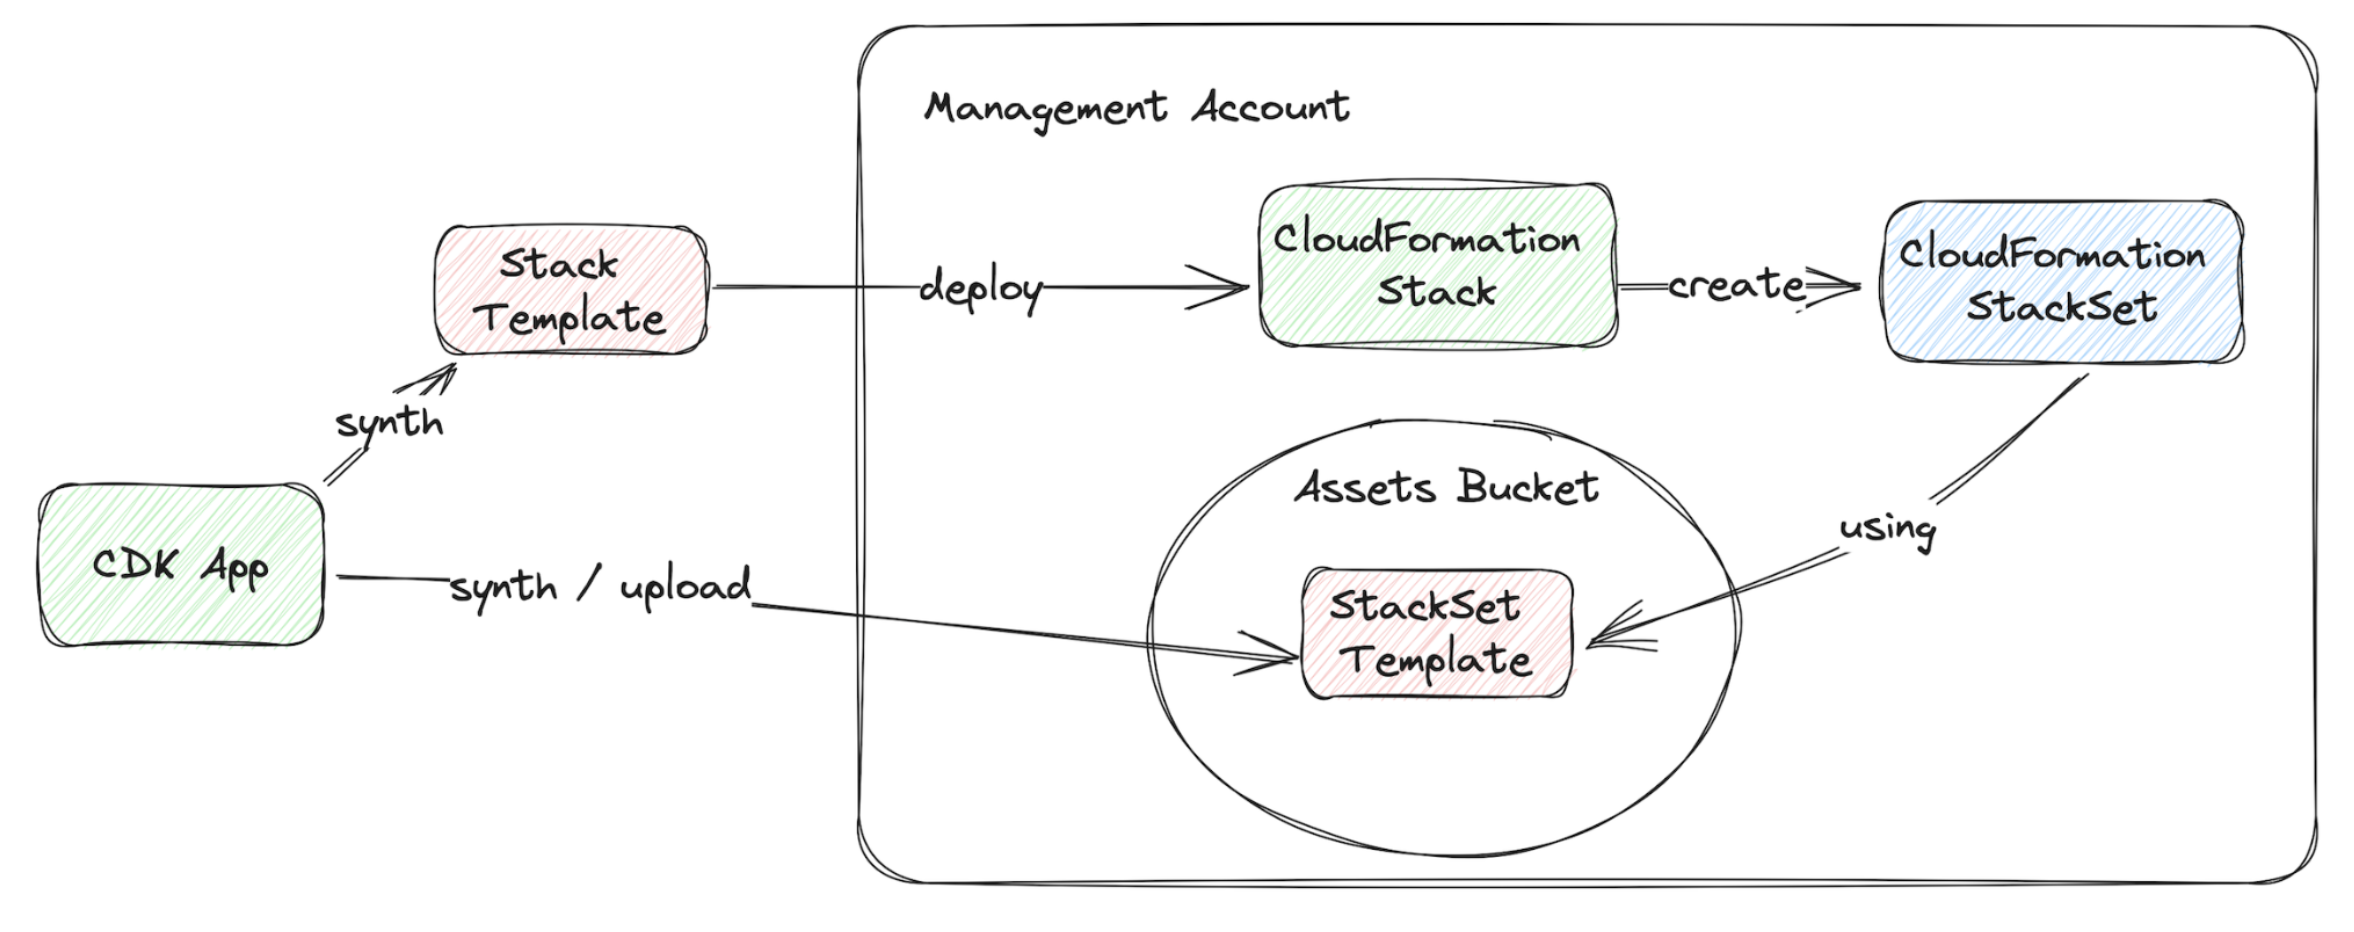 Management Account
Stack
Template
deploy
CloudFormation
Stack
create
CloudFormation
StackSet
synth
Assets Bucket
using
CDK App
synth / upload
StackSet
Template